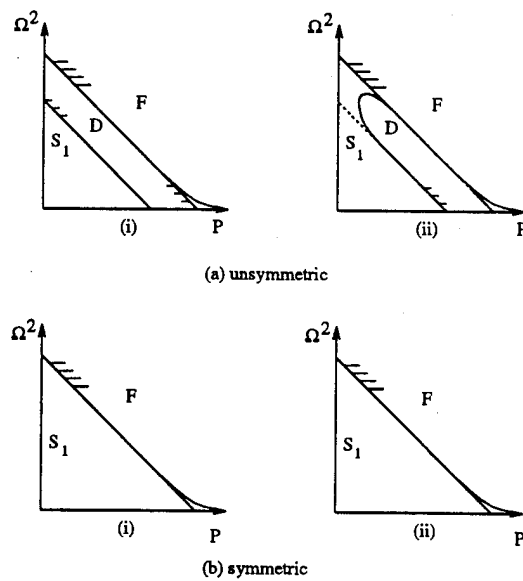 Ω²
F
D
S₁
(i)
P
Ω²
F
D
S₁
(ii)
P
(a) unsymmetric
Ω²
F
S₁
(i)
P
Ω²
F
S₁
(ii)
P
(b) symmetric